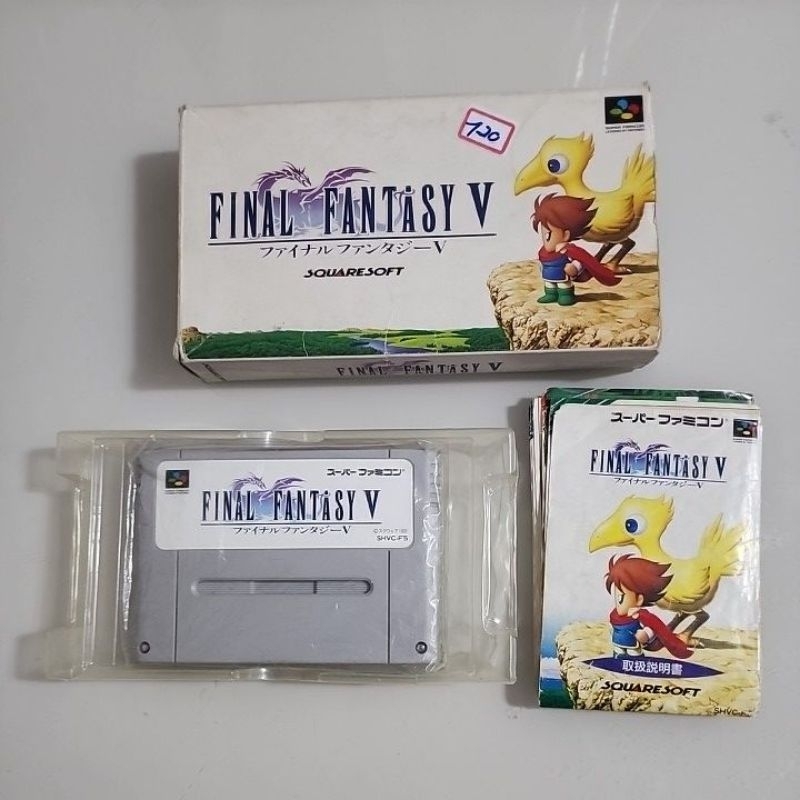 720
SUPER FAMICOM
FINAL FANTASY V
ファイナルファンタジーV
SQUARESOFT
FINAL FANTASY V
スーパーファミコン
FINAL FANTASY V
ファイナルファンタジーV
SHVC-F5
スーパーファミコン
FINAL FANTASY V
ファイナルファンタジーV
取扱説明書
SQUARESOFT